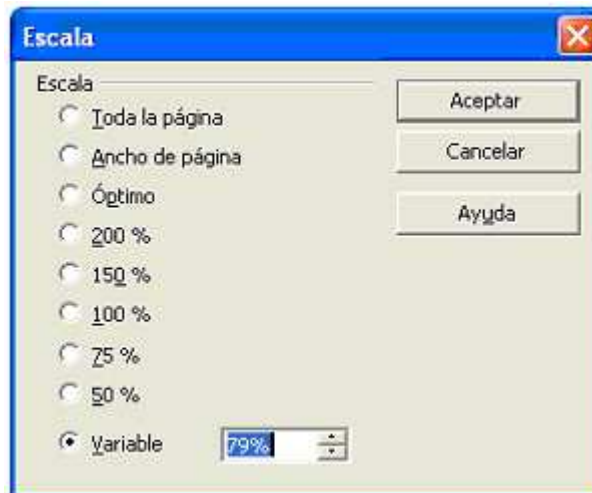 Escala
Escala
Toda la página
Ancho de página
Óptimo
200 %
150 %
100 %
75 %
50 %
Variable 79%
Aceptar
Cancelar
Ayuda